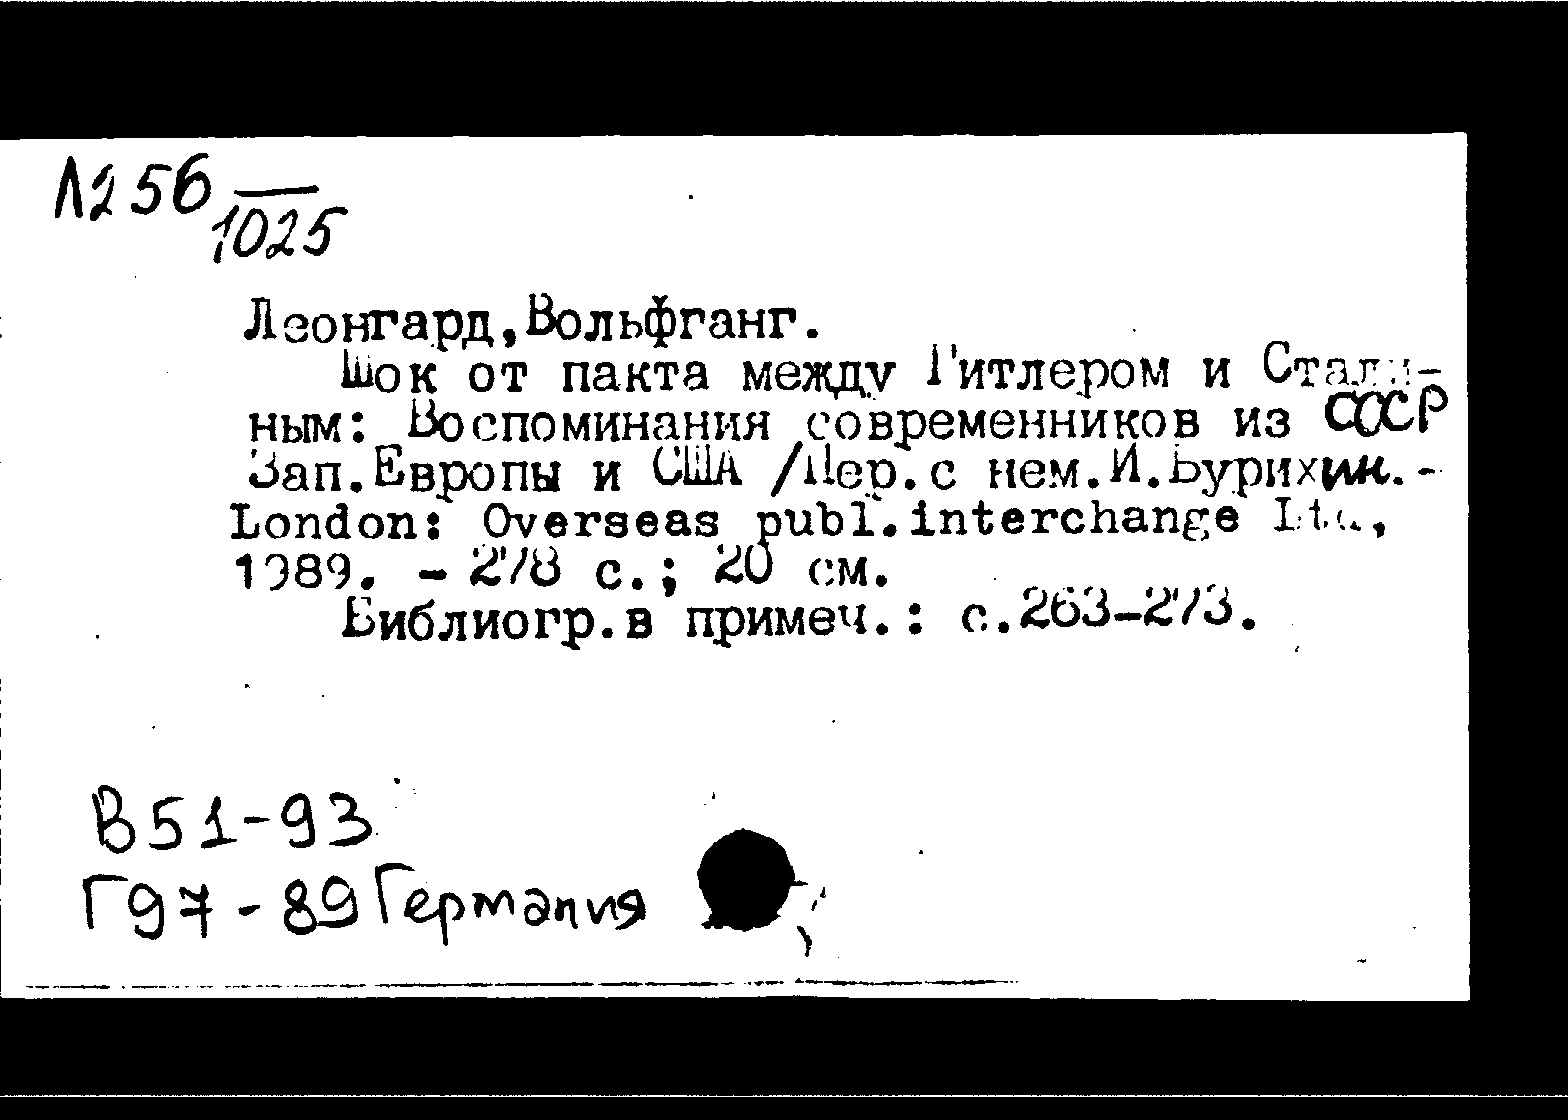 Л256
1025
Леонгард,Вольфганг.
Шок от пакта между Гитлером и Стали-
ным: Воспоминания современников из СССР
Зап.Европы и США /Пер.с нем.И.Бурихин.-
London: Overseas publ.interchange Ltd.,
1989. - 278 с.; 20 см.
Библиогр.в примеч.: с.263-273.
В51-93
Г97-89 Германия